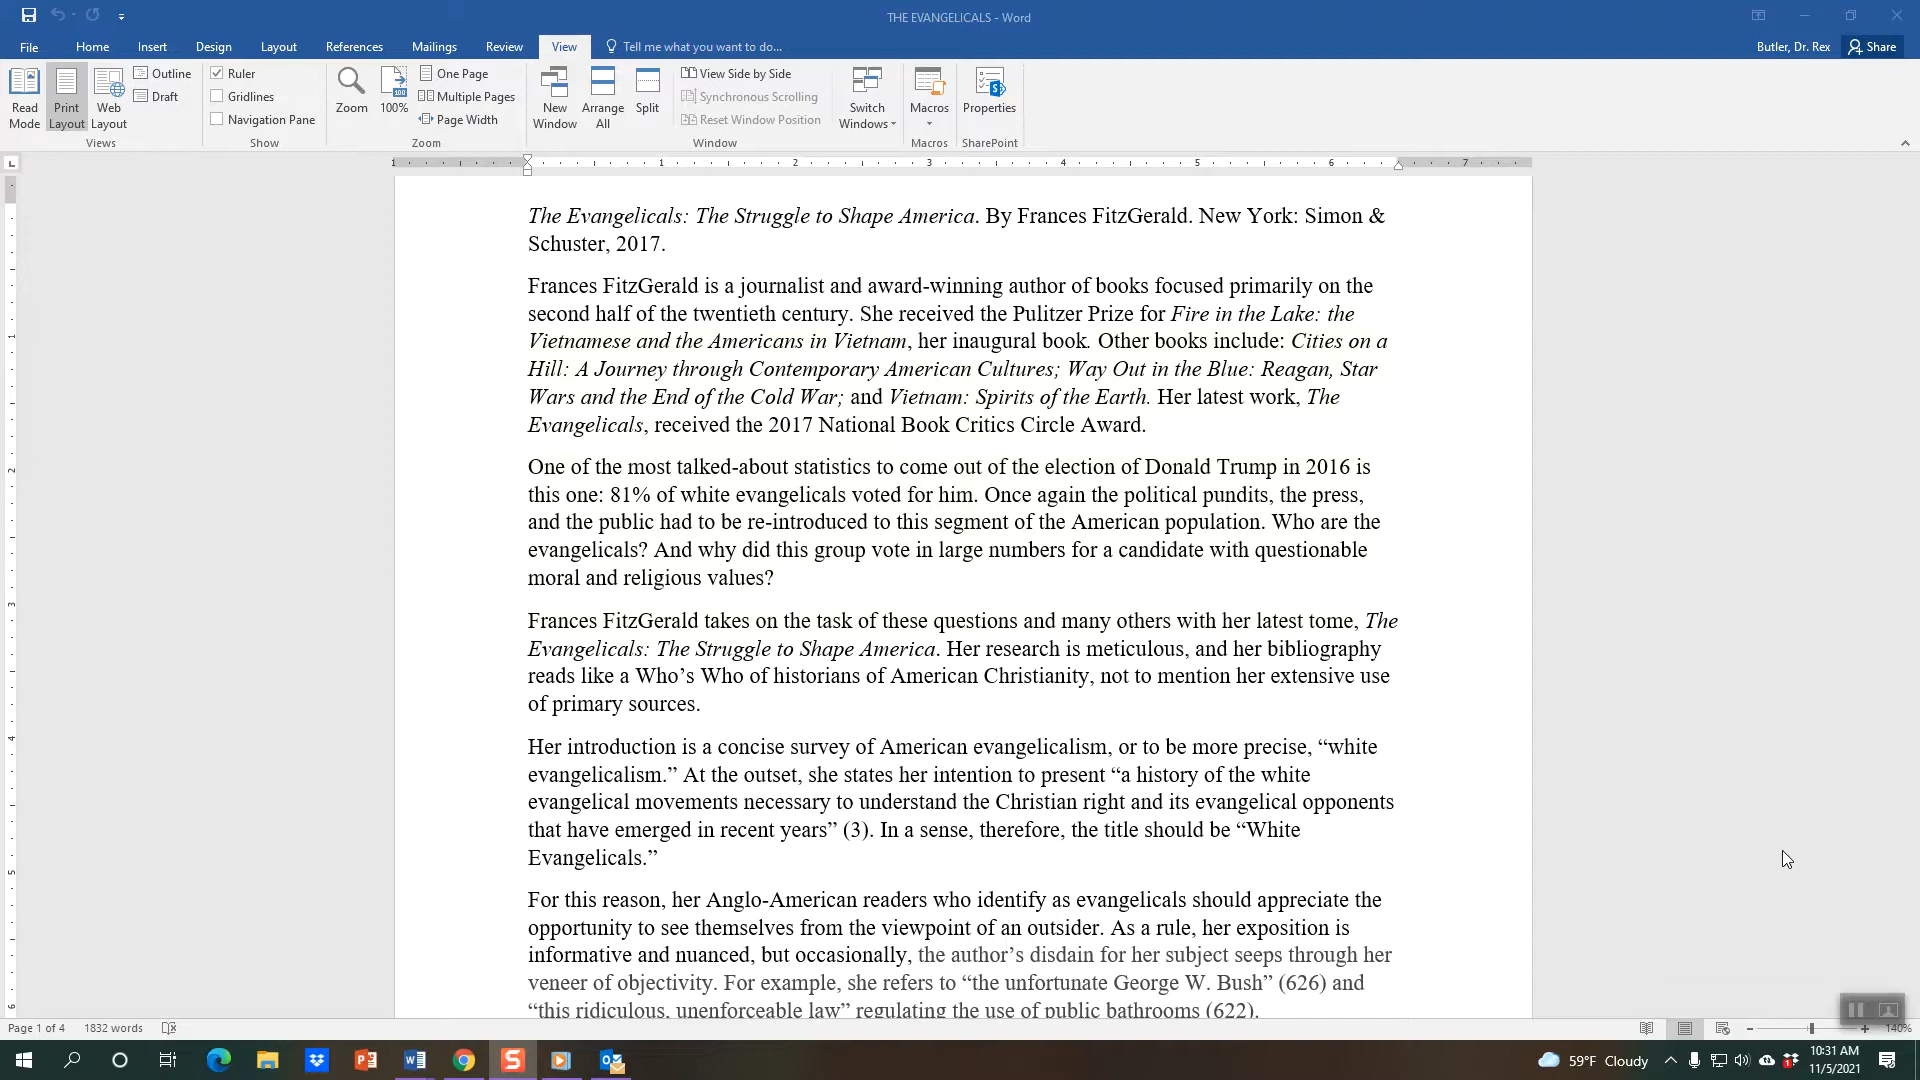 THE EVANGELICALS - Word
File Home Insert Design Layout References Mailings Review View Tell me what you want to do... Butler, Dr. Rex Share
Read Mode
Print Layout
Web Layout
Outline
Draft
Views
Ruler
Gridlines
Navigation Pane
Show
Zoom
100%
100
One Page
Multiple Pages
Page Width
Zoom
New Window
Arrange All
Split
View Side by Side
Synchronous Scrolling
Reset Window Position
Window
Switch Windows
Macros
Macros
Properties
SharePoint
1 1 2 3 4 5 6 7
The Evangelicals: The Struggle to Shape America. By Frances FitzGerald. New York: Simon &
Schuster, 2017.
Frances FitzGerald is a journalist and award-winning author of books focused primarily on the
second half of the twentieth century. She received the Pulitzer Prize for Fire in the Lake: the
Vietnamese and the Americans in Vietnam, her inaugural book. Other books include: Cities on a
Hill: A Journey through Contemporary American Cultures; Way Out in the Blue: Reagan, Star
Wars and the End of the Cold War; and Vietnam: Spirits of the Earth. Her latest work, The
Evangelicals, received the 2017 National Book Critics Circle Award.
One of the most talked-about statistics to come out of the election of Donald Trump in 2016 is
this one: 81% of white evangelicals voted for him. Once again the political pundits, the press,
and the public had to be re-introduced to this segment of the American population. Who are the
evangelicals? And why did this group vote in large numbers for a candidate with questionable
moral and religious values?
Frances FitzGerald takes on the task of these questions and many others with her latest tome, The
Evangelicals: The Struggle to Shape America. Her research is meticulous, and her bibliography
reads like a Who’s Who of historians of American Christianity, not to mention her extensive use
of primary sources.
Her introduction is a concise survey of American evangelicalism, or to be more precise, “white
evangelicalism.” At the outset, she states her intention to present “a history of the white
evangelical movements necessary to understand the Christian right and its evangelical opponents
that have emerged in recent years” (3). In a sense, therefore, the title should be “White
Evangelicals.”
For this reason, her Anglo-American readers who identify as evangelicals should appreciate the
opportunity to see themselves from the viewpoint of an outsider. As a rule, her exposition is
informative and nuanced, but occasionally, the author’s disdain for her subject seeps through her
veneer of objectivity. For example, she refers to “the unfortunate George W. Bush” (626) and
“this ridiculous, unenforceable law” regulating the use of public bathrooms (622).
1
2
3
4
5
6
Page 1 of 4 1832 words 140%
59°F Cloudy
10:31 AM
11/5/2021